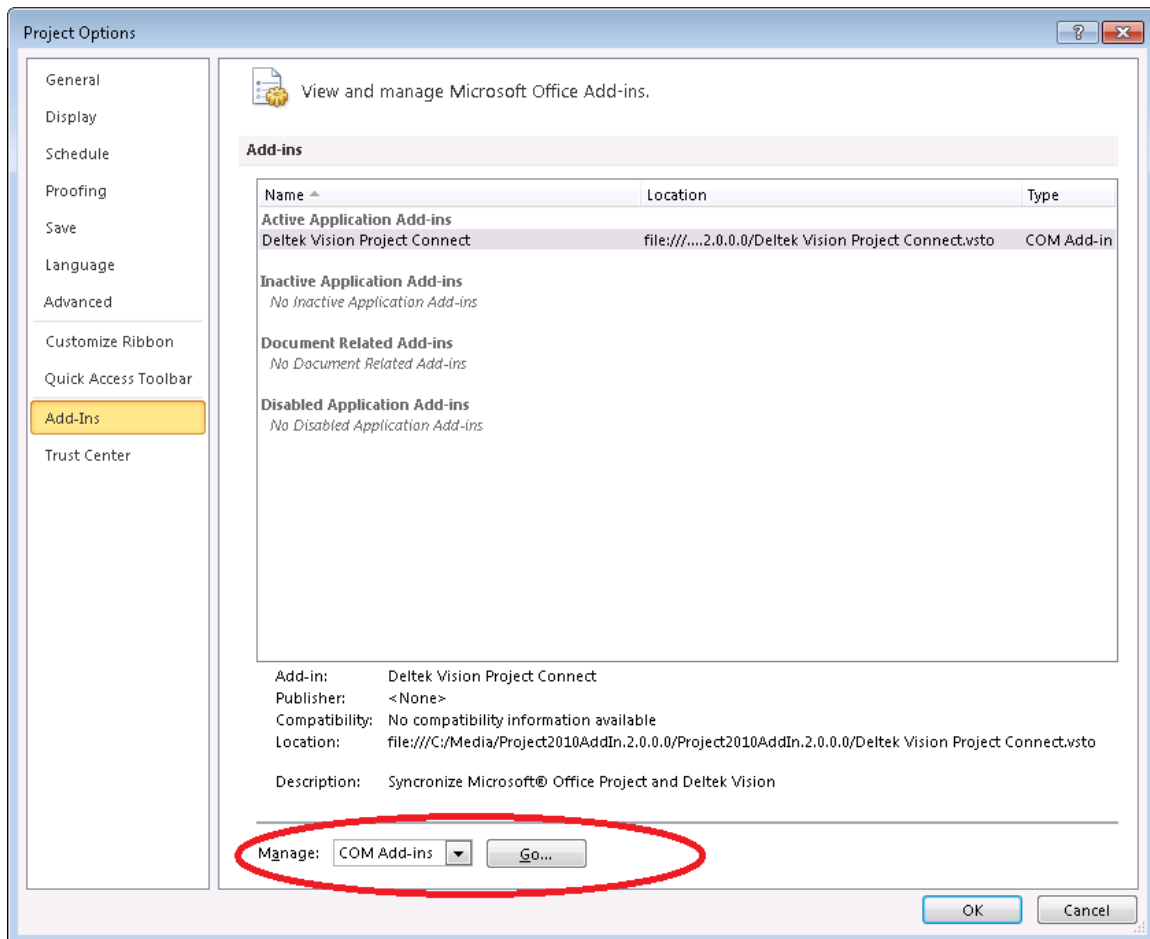 Project Options
General
Display
Schedule
Proofing
Save
Language
Advanced
Customize Ribbon
Quick Access Toolbar
Add-Ins
Trust Center
View and manage Microsoft Office Add-ins.
Add-ins
Name Location Type
Active Application Add-ins
Deltek Vision Project Connect file:///....2.0.0.0/Deltek Vision Project Connect.vsto COM Add-in
Inactive Application Add-ins
No Inactive Application Add-ins
Document Related Add-ins
No Document Related Add-ins
Disabled Application Add-ins
No Disabled Application Add-ins
Add-in: Deltek Vision Project Connect
Publisher: <None>
Compatibility: No compatibility information available
Location: file:///C:/Media/Project2010AddIn.2.0.0.0/Project2010AddIn.2.0.0.0/Deltek Vision Project Connect.vsto
Description: Syncronize Microsoft® Office Project and Deltek Vision
Manage: COM Add-ins Go...
OK Cancel